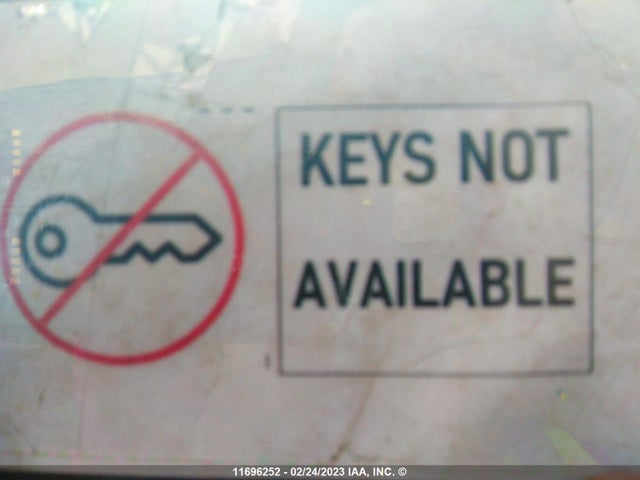 KEYS NOT
AVAILABLE
11696252 - 02/24/2023 IAA, INC. ©